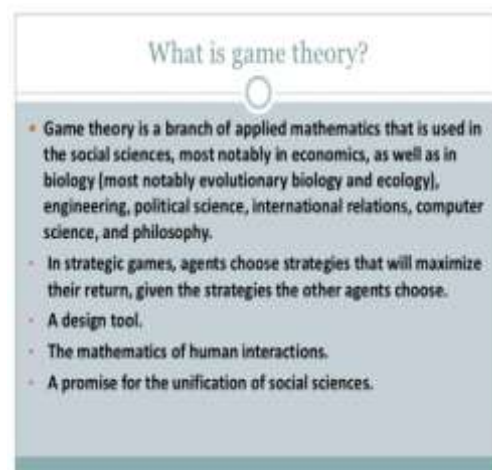 What is game theory?
• Game theory is a branch of applied mathematics that is used in
the social sciences, most notably in economics, as well as in
biology (most notably evolutionary biology and ecology),
engineering, political science, international relations, computer
science, and philosophy.
• In strategic games, agents choose strategies that will maximize
their return, given the strategies the other agents choose.
• A design tool.
• The mathematics of human interactions.
• A promise for the unification of social sciences.